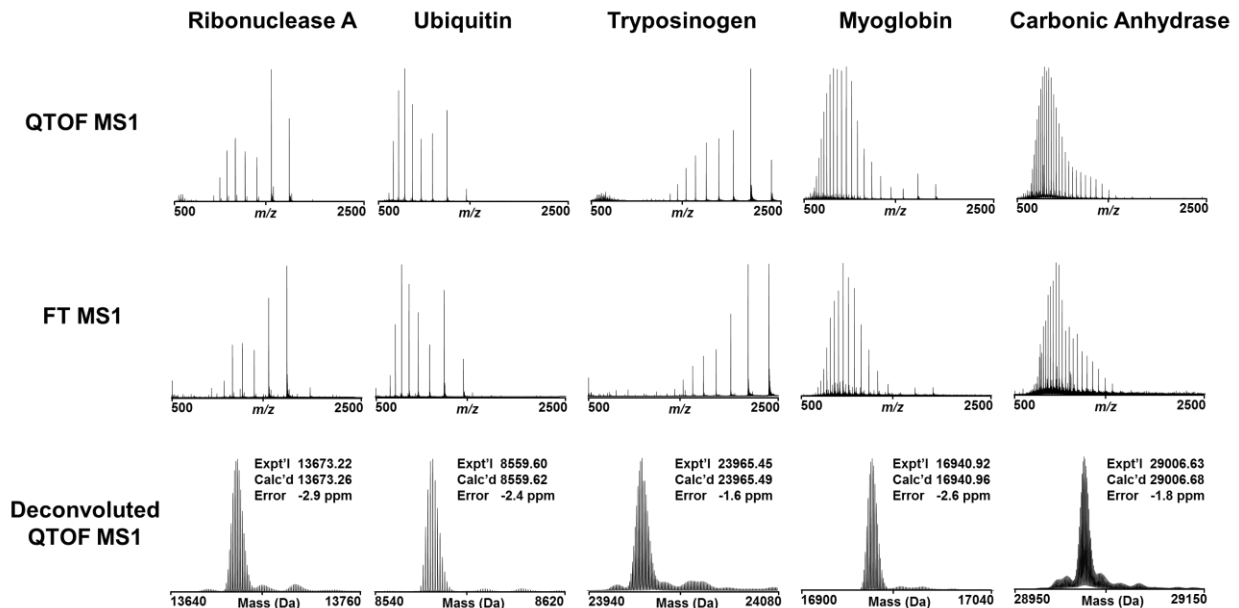 Ribonuclease A Ubiquitin Tryposinogen Myoglobin Carbonic Anhydrase
QTOF MS1
500 m/z 2500 500 m/z 2500 500 m/z 2500 500 m/z 2500 500 m/z 2500
FT MS1
500 m/z 2500 500 m/z 2500 500 m/z 2500 500 m/z 2500 500 m/z 2500
Deconvoluted
QTOF MS1
Expt'l 13673.22
Calc'd 13673.26
Error -2.9 ppm
13640 Mass (Da) 13760
Expt'l 8559.60
Calc'd 8559.62
Error -2.4 ppm
8540 Mass (Da) 8620
Expt'l 23965.45
Calc'd 23965.49
Error -1.6 ppm
23940 Mass (Da) 24080
Expt'l 16940.92
Calc'd 16940.96
Error -2.6 ppm
16900 Mass (Da) 17040
Expt'l 29006.63
Calc'd 29006.68
Error -1.8 ppm
28950 Mass (Da) 29150